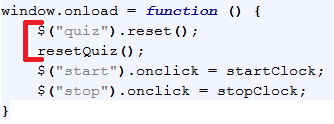 window.onload = function () {
$("quiz").reset();
resetQuiz();
$("start").onclick = startClock;
$("stop").onclick = stopClock;
}